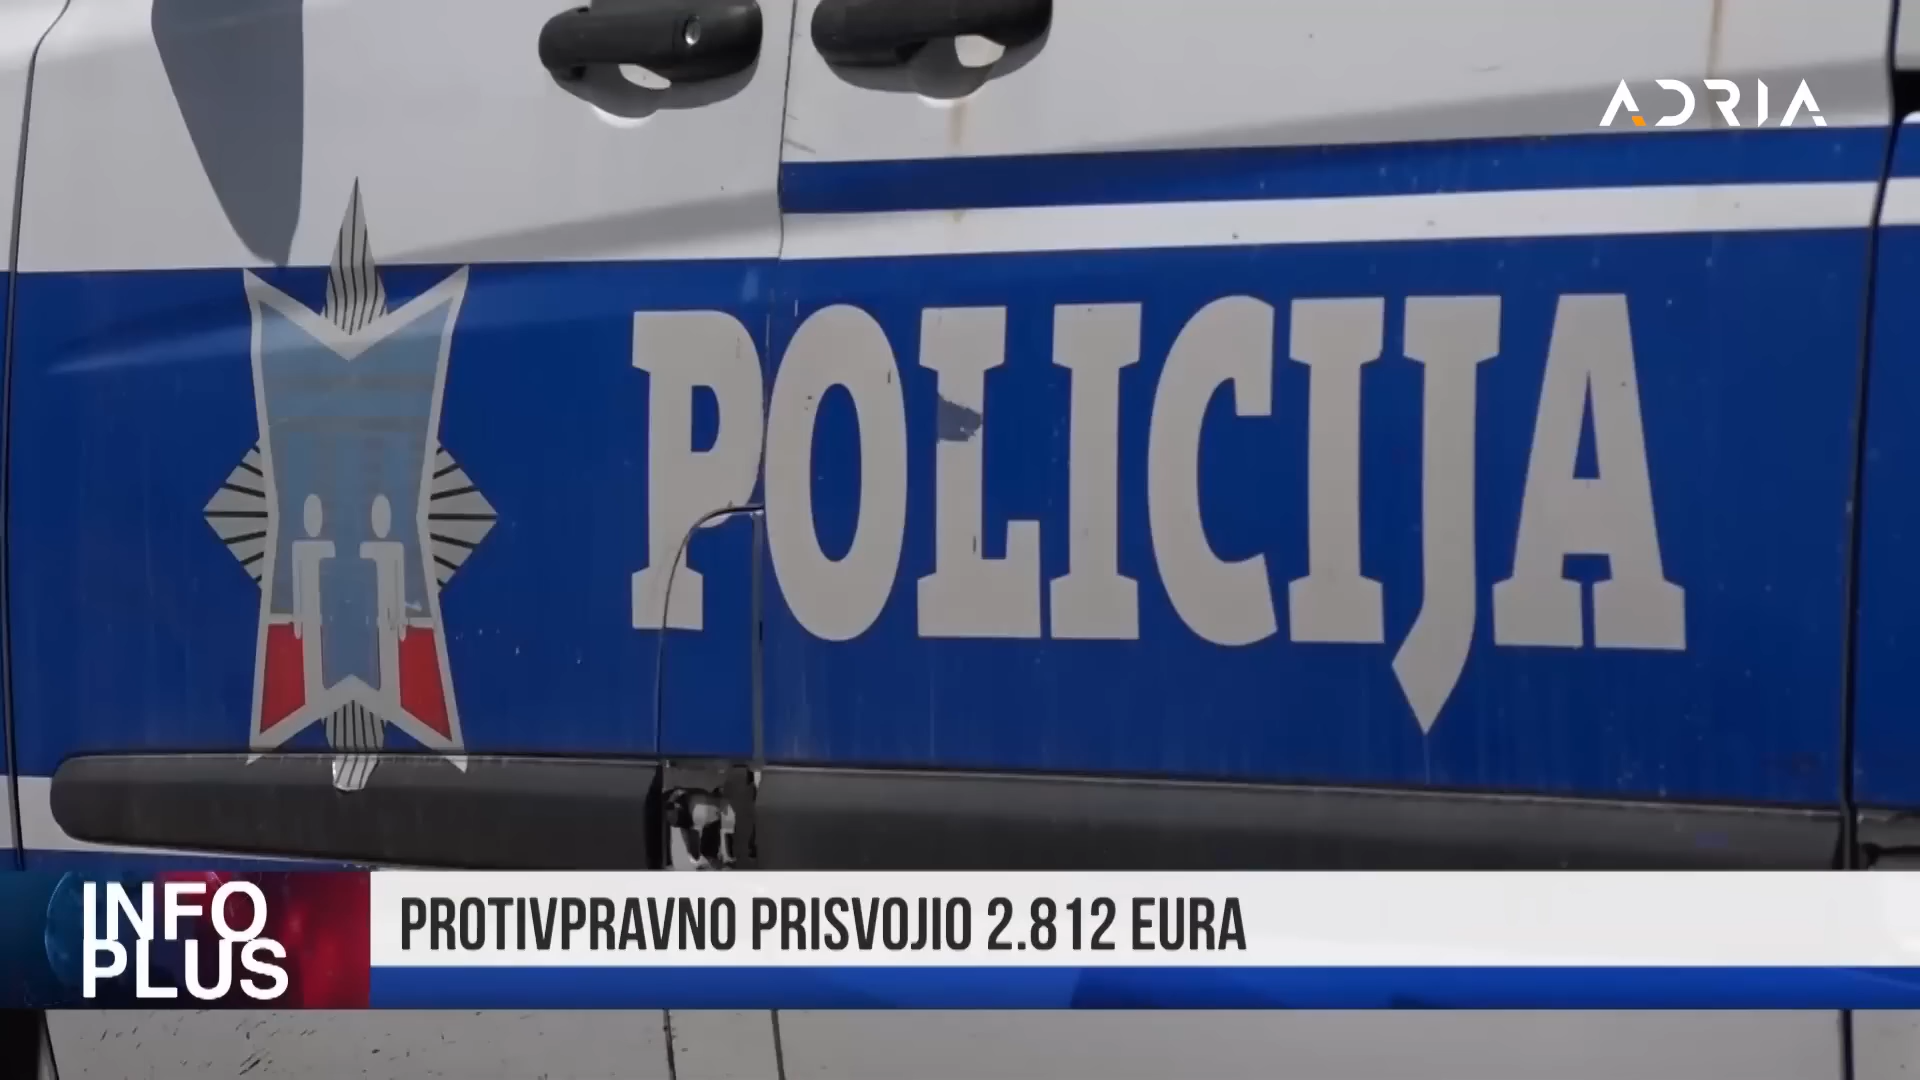 ADRIA
POLICIJA
INFO
PLUS
PROTIVPRAVNO PRISVOJIO 2.812 EURA